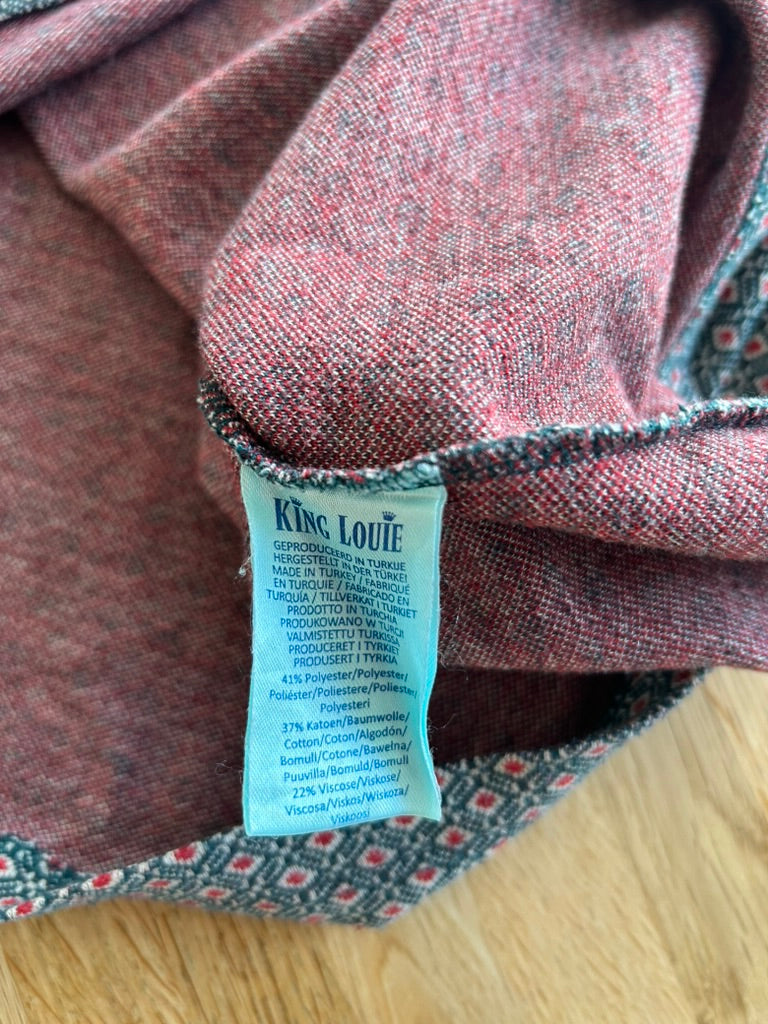 KING LOUIE
GEPRODUCEERD IN TURKIJE
HERGESTELLT IN DER TÜRKEI
MADE IN TURKEY / FABRIQUÉ
EN TURQUIE / FABRICADO EN
TURQUÍA / TILLVERKAT I TURKIET
PRODOTTO IN TURCHIA
PRODUKOWANO W TURCJI
VALMISTETTU TURKISSA
PRODUCERET I TYRKIET
PRODUSERT I TYRKIA
41% Polyester/Polyester/
Poliéster/Poliestere/Poliester/
Polyesteri
37% Katoen/Baumwolle/
Cotton/Coton/Algodón/
Bomull/Cotone/Bawełna/
Puuvilla/Bomuld/Bomull
22% Viscose/Viskose/
Viscosa/Viskos/Wiskoza/
Viskoosi